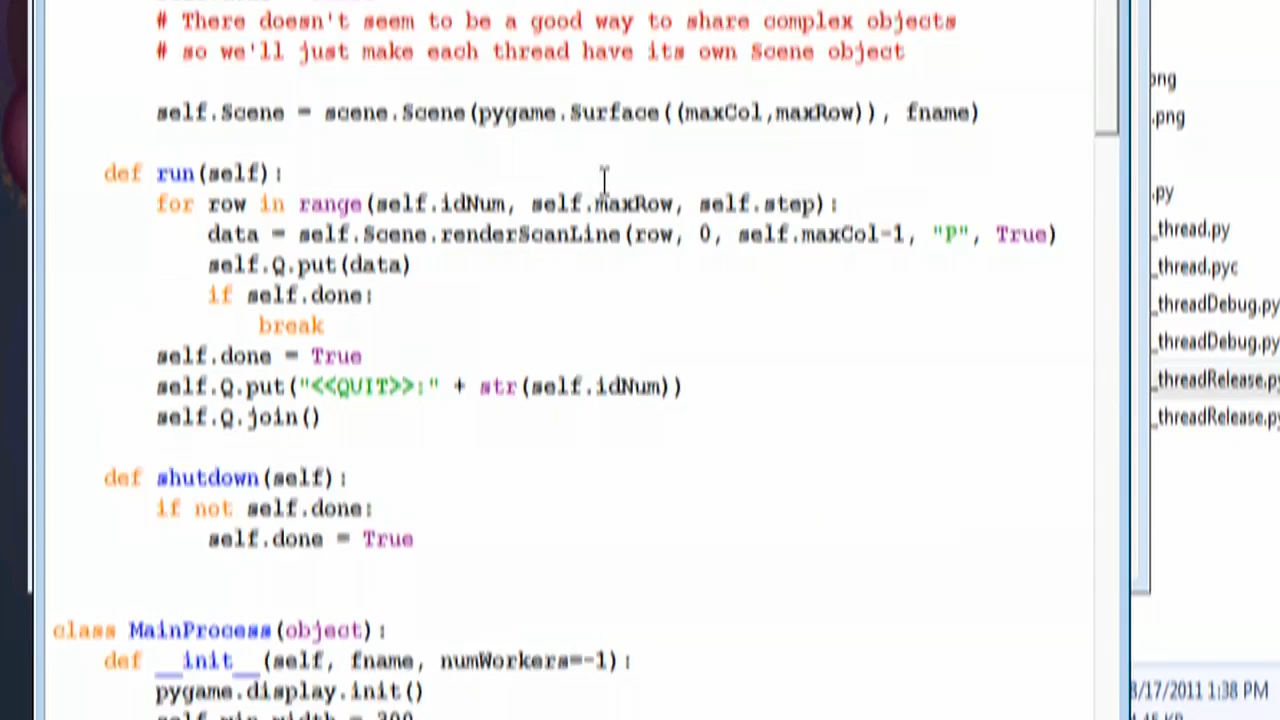 # There doesn't seem to be a good way to share complex objects
# so we'll just make each thread have its own Scene object
self.Scene = scene.Scene(pygame.Surface((maxCol,maxRow)), fname)
def run(self):
for row in range(self.idNum, self.maxRow, self.step):
data = self.Scene.renderScanLine(row, 0, self.maxCol-1, "P", True)
self.Q.put(data)
if self.done:
break
self.done = True
self.Q.put("<<QUIT>>:" + str(self.idNum))
self.Q.join()
def shutdown(self):
if not self.done:
self.done = True
class MainProcess(object):
def __init__(self, fname, numWorkers=-1):
pygame.display.init()
.png
.py
_thread.py
_thread.pyc
_threadDebug.py
_threadDebug.py
_threadRelease.py
_threadRelease.py
8/17/2011 1:38 PM